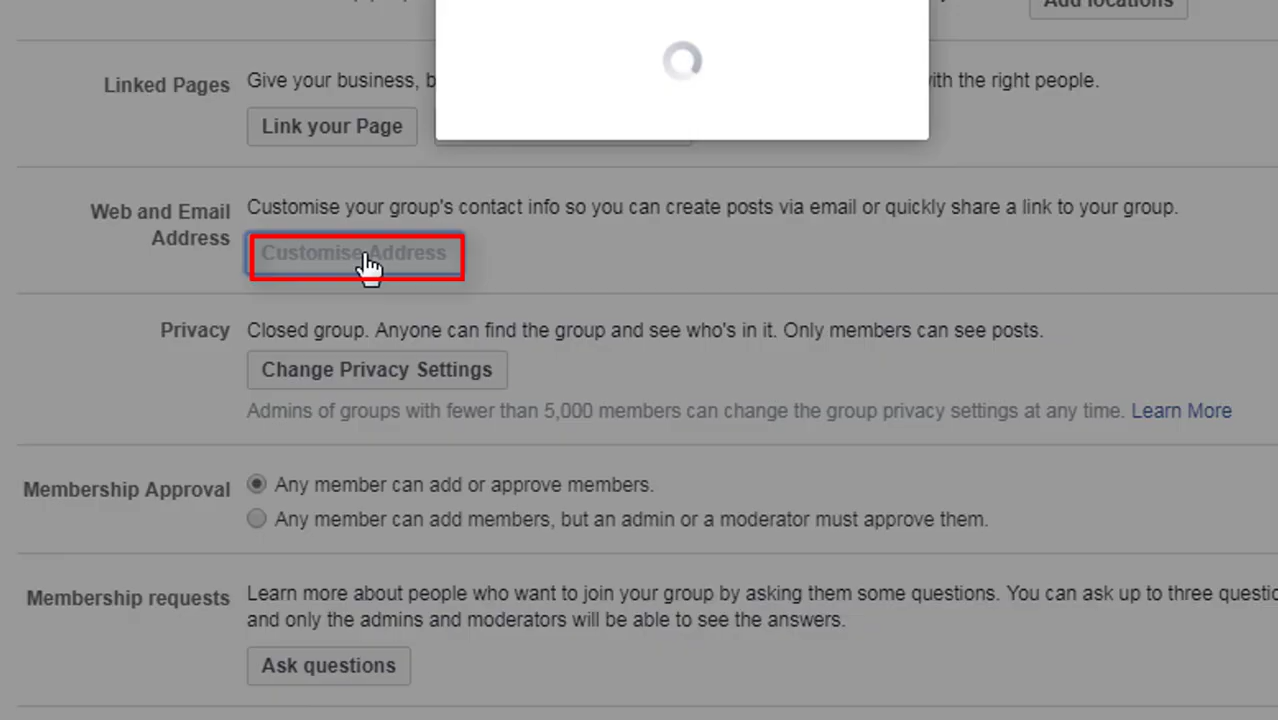 Add locations
Linked Pages
Give your business, b
with the right people.
Link your Page
Web and Email
Address
Customise your group's contact info so you can create posts via email or quickly share a link to your group.
Customise Address
Privacy
Closed group. Anyone can find the group and see who's in it. Only members can see posts.
Change Privacy Settings
Admins of groups with fewer than 5,000 members can change the group privacy settings at any time. Learn More
Membership Approval
Any member can add or approve members.
Any member can add members, but an admin or a moderator must approve them.
Membership requests
Learn more about people who want to join your group by asking them some questions. You can ask up to three questio
and only the admins and moderators will be able to see the answers.
Ask questions